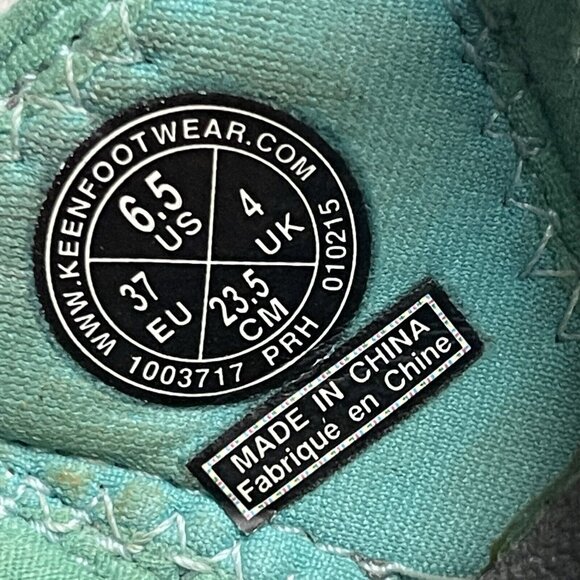 WWW.KEENFOOTWEAR.COM
6.5
US
4
UK
37
EU
23.5
CM
1003717 PRH 010215
MADE IN CHINA
Fabriqué en Chine